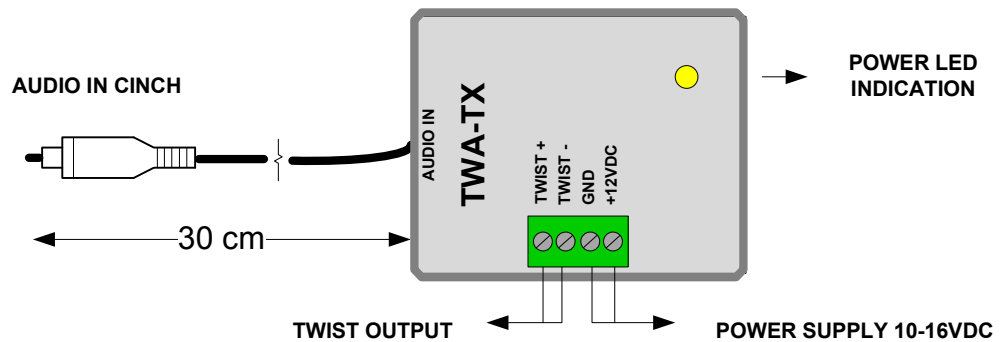 AUDIO IN CINCH
POWER LED
INDICATION
AUDIO IN
TWA-TX
TWIST +
TWIST -
GND
+12VDC
30 cm
TWIST OUTPUT
POWER SUPPLY 10-16VDC